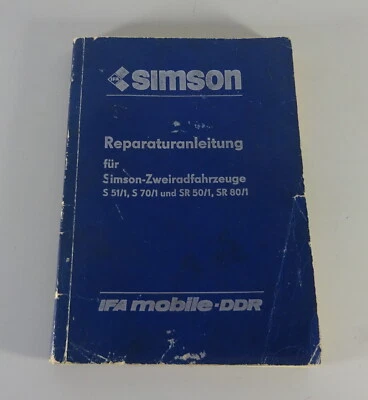 simson
Reparaturanleitung
für
Simson-Zweiradfahrzeuge
S 51/1, S 70/1 und SR 50/1, SR 80/1
IFA mobile-DDR